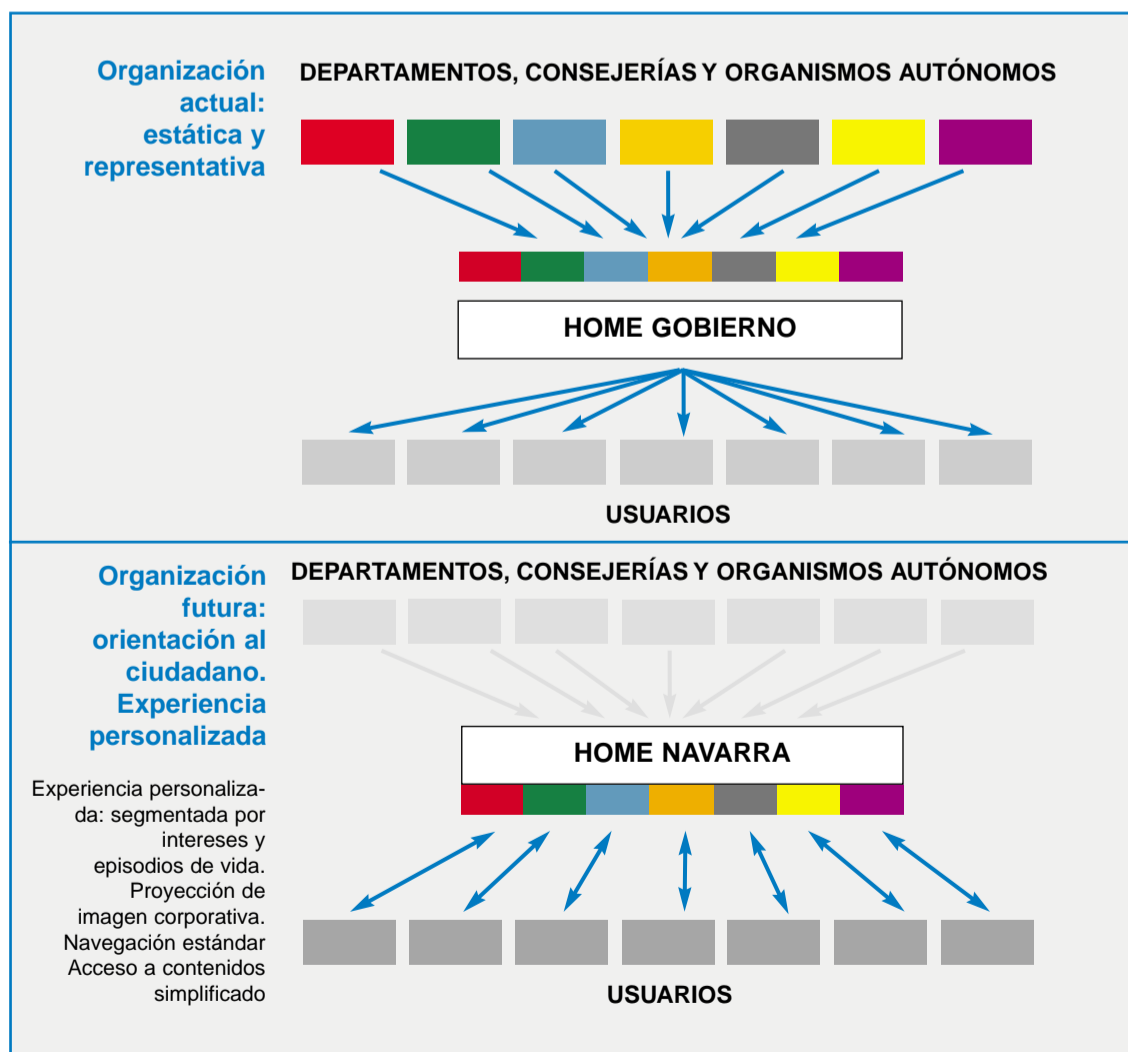 Organización
actual:
estática y
representativa
DEPARTAMENTOS, CONSEJERÍAS Y ORGANISMOS AUTÓNOMOS
HOME GOBIERNO
USUARIOS
Organización
futura:
orientación al
ciudadano.
Experiencia
personalizada
Experiencia personaliza-
da: segmentada por
intereses y
episodios de vida.
Proyección de
imagen corporativa.
Navegación estándar
Acceso a contenidos
simplificado
DEPARTAMENTOS, CONSEJERÍAS Y ORGANISMOS AUTÓNOMOS
HOME NAVARRA
USUARIOS